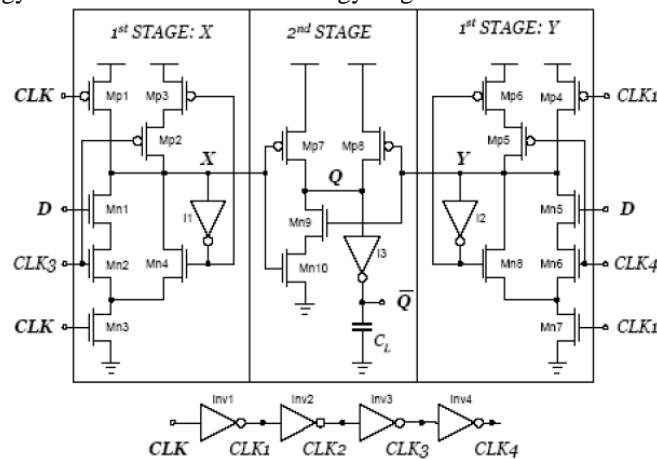 1st STAGE: X
2nd STAGE
1st STAGE: Y
CLK
Mp1
Mp3
Mp6
Mp4
CLK1
Mp2
Mp7
Mp8
Mp5
X
Q
Y
D
Mn1
I1
Mn9
I2
Mn5
D
CLK3
Mn2
Mn4
Mn10
I3
Mn8
Mn6
CLK4
Q
CLK
Mn3
CL
Mn7
CLK1
Inv1
Inv2
Inv3
Inv4
CLK
CLK1
CLK2
CLK3
CLK4